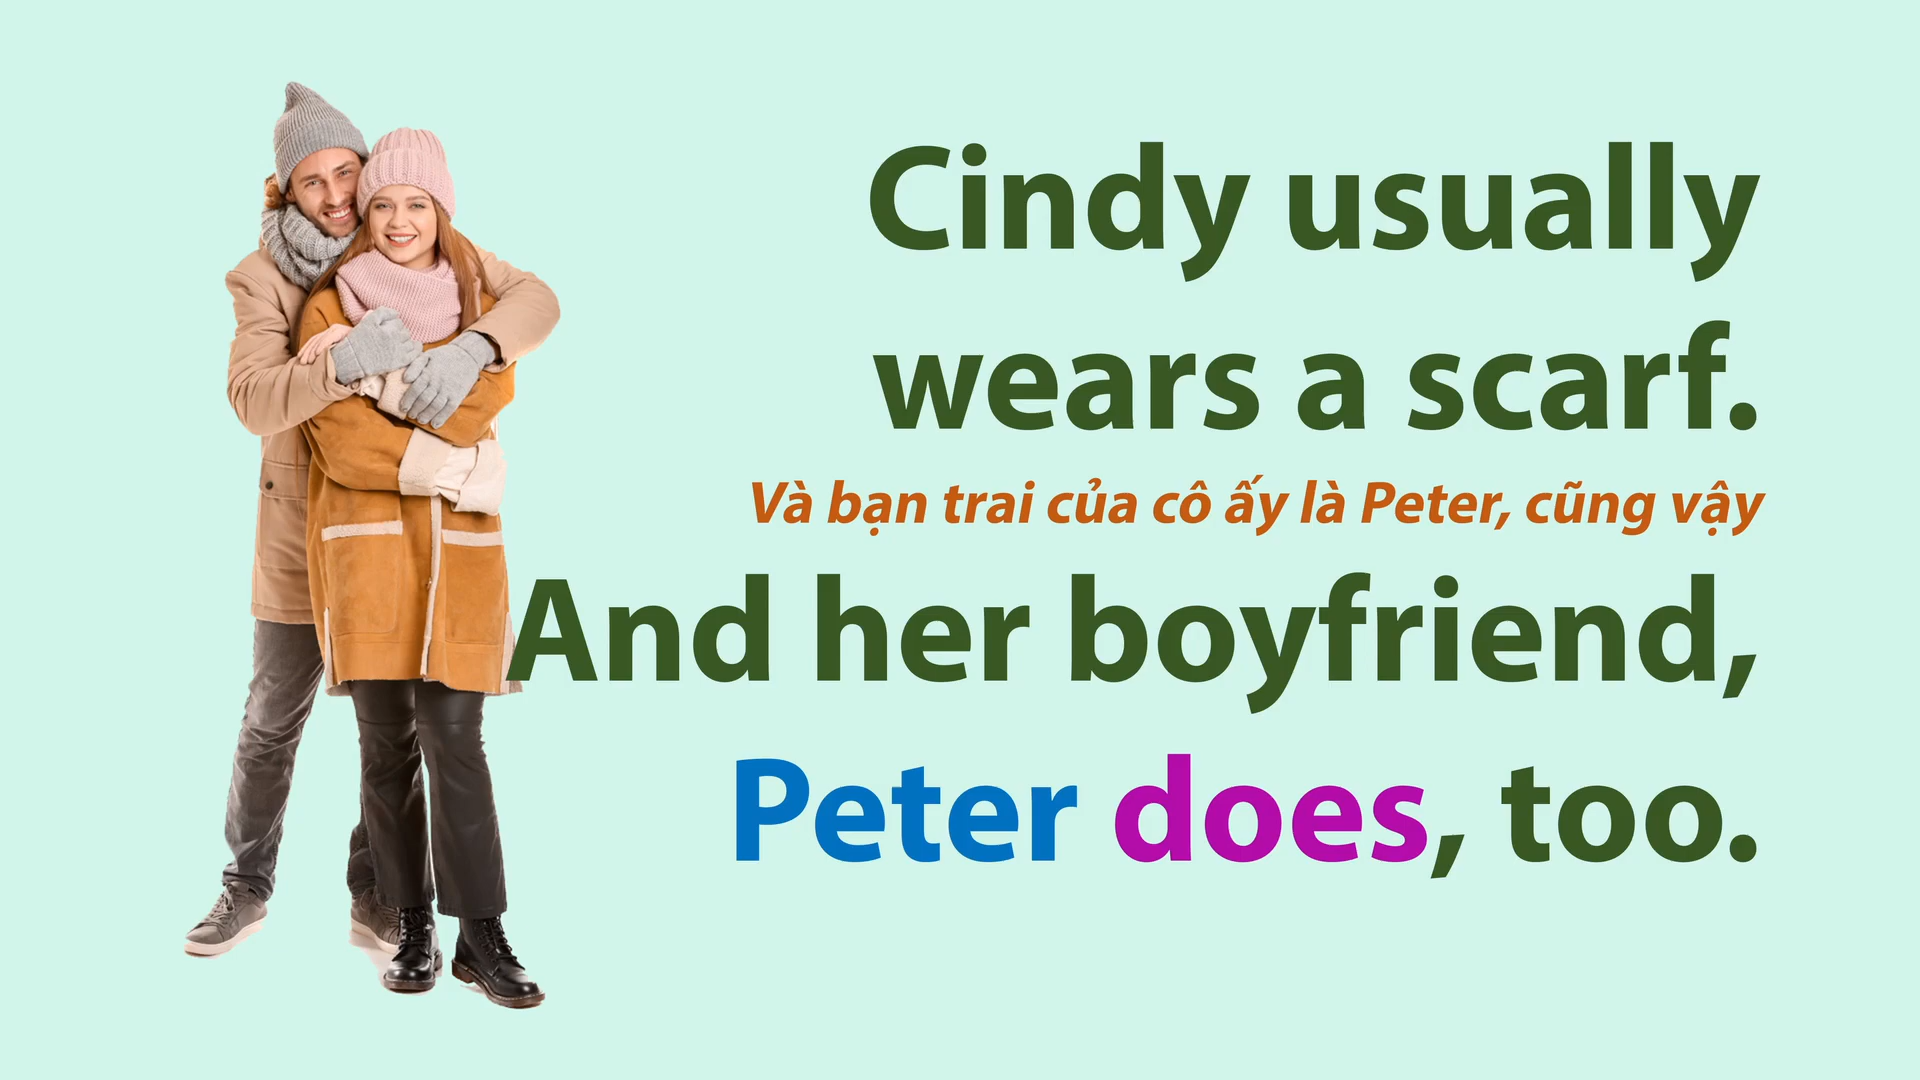 Cindy usually
wears a scarf.
Và bạn trai của cô ấy là Peter, cũng vậy
And her boyfriend,
Peter does, too.